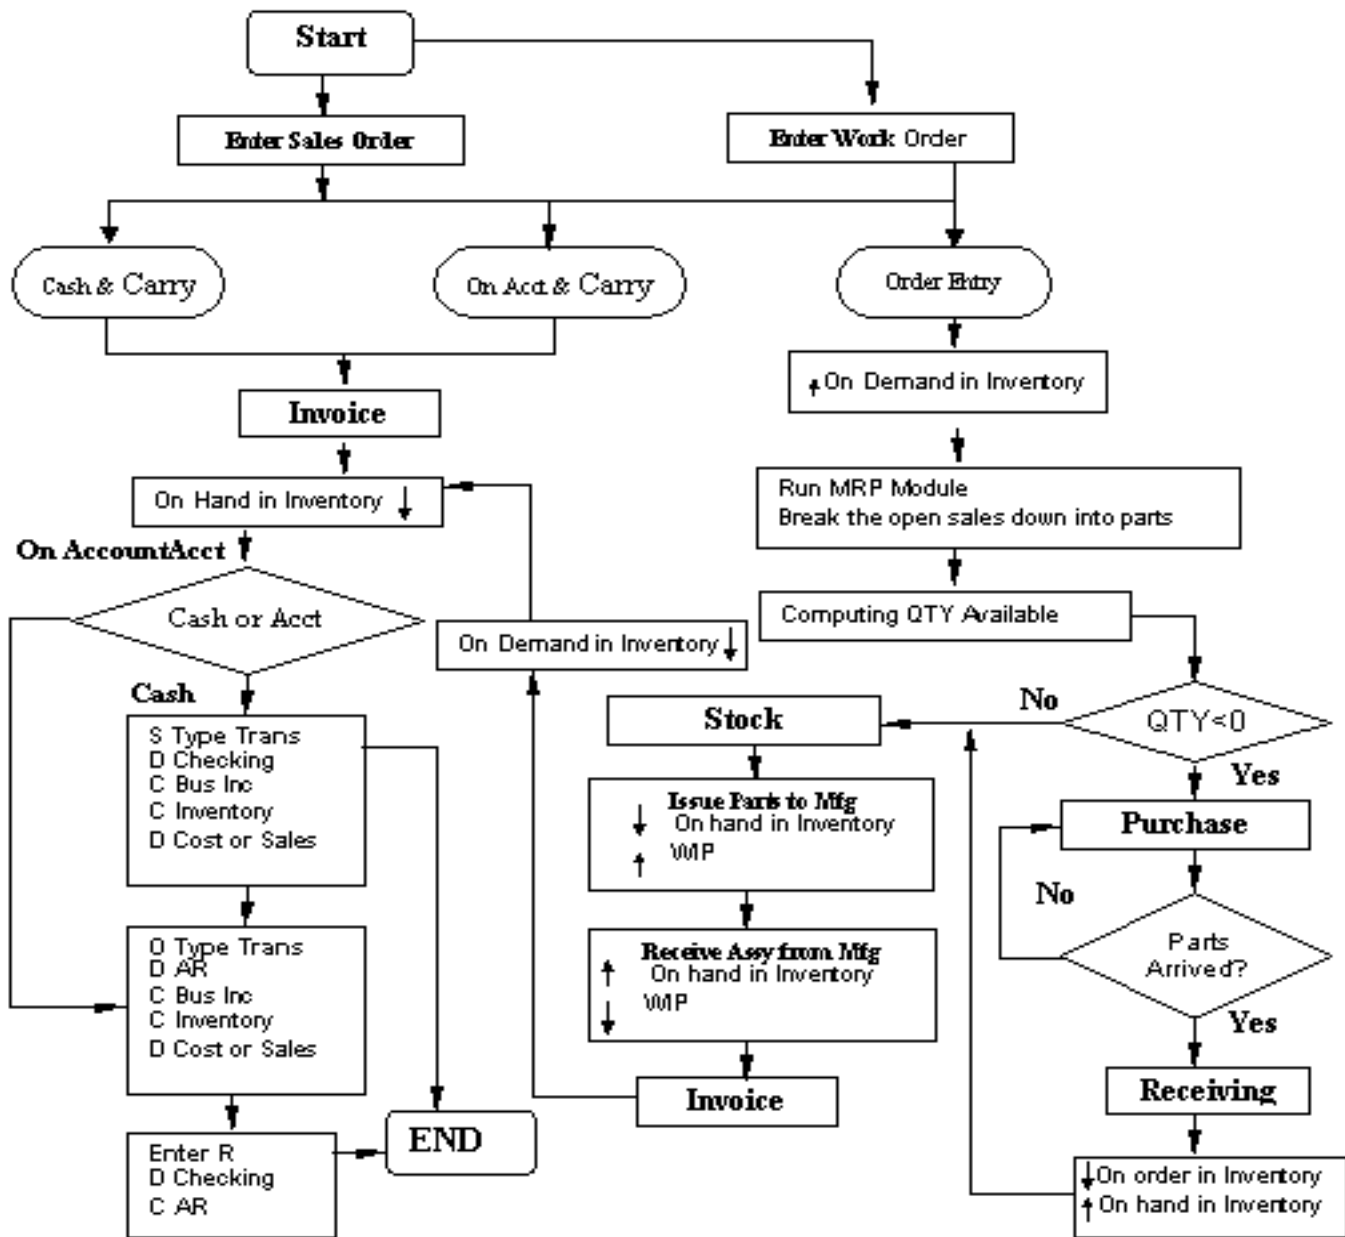 Start
Enter Sales Order
Enter Work Order
Cash & Carry
On Acct & Carry
Order Entry
On Demand in Inventory
Invoice
Run MRP Module
Break the open sales down into parts
On Hand in Inventory
On AccountAcct
Cash or Acct
Computing QTY Available
On Demand in Inventory
Cash
S Type Trans
D Checking
C Bus Inc
C Inventory
D Cost or Sales
Stock
No
QTY<0
Yes
Issue Parts to Mfg
On hand in Inventory
WIP
Purchase
No
Parts
Arrived?
Yes
O Type Trans
D AR
C Bus Inc
C Inventory
D Cost or Sales
Receive Assy from Mfg
On hand in Inventory
WIP
Invoice
Receiving
END
Enter R
D Checking
C AR
On order in Inventory
On hand in Inventory